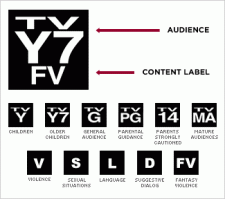 TV
Y7
FV
AUDIENCE
CONTENT LABEL
TV Y
TV Y7
TV G
TV PG
TV 14
TV MA
CHILDREN
OLDER CHILDREN
GENERAL AUDIENCE
PARENTAL GUIDANCE
PARENTS STRONGLY CAUTIONED
MATURE AUDIENCES
V
S
L
D
FV
VIOLENCE
SEXUAL SITUATIONS
LANGUAGE
SUGGESTIVE DIALOG
FANTASY VIOLENCE